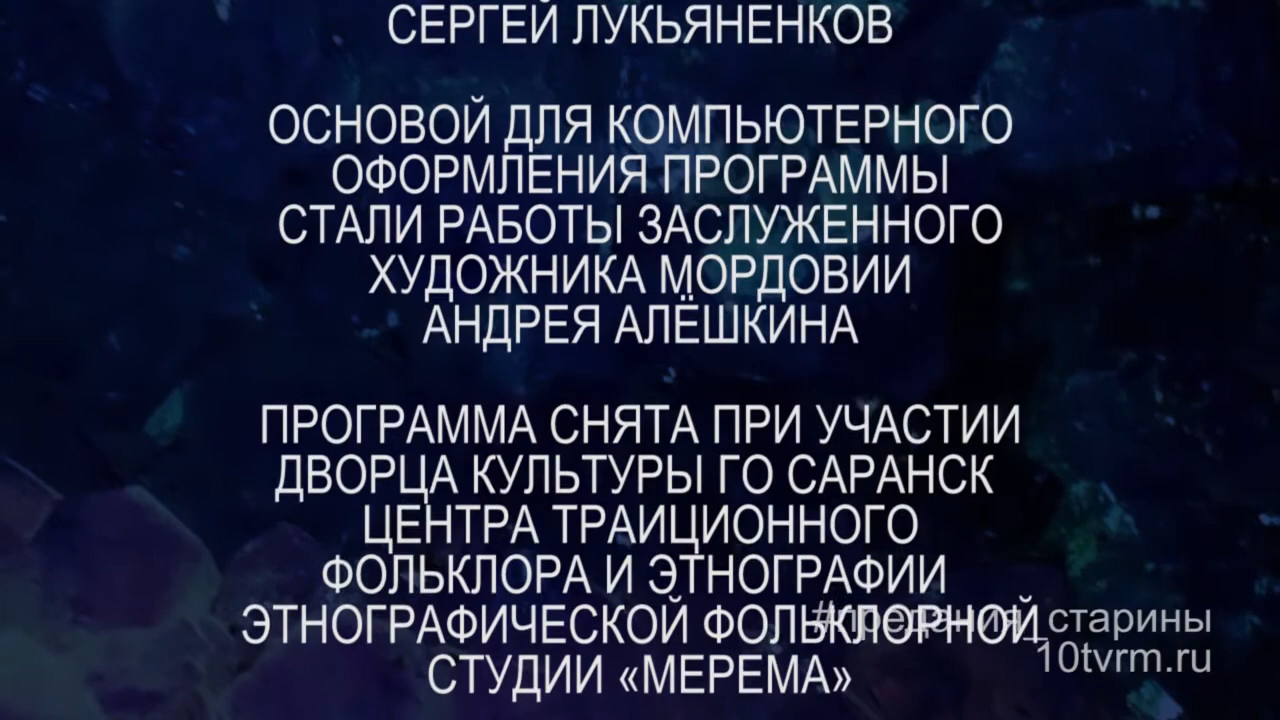 СЕРГЕЙ ЛУКЬЯНЕНКОВ
ОСНОВОЙ ДЛЯ КОМПЬЮТЕРНОГО
ОФОРМЛЕНИЯ ПРОГРАММЫ
СТАЛИ РАБОТЫ ЗАСЛУЖЕННОГО
ХУДОЖНИКА МОРДОВИИ
АНДРЕЯ АЛЁШКИНА
ПРОГРАММА СНЯТА ПРИ УЧАСТИИ
ДВОРЦА КУЛЬТУРЫ ГО САРАНСК
ЦЕНТРА ТРАИЦИОННОГО
ФОЛЬКЛОРА И ЭТНОГРАФИИ
ЭТНОГРАФИЧЕСКОЙ ФОЛЬКЛОРНОЙ
СТУДИИ «МЕРЕМА»
#предания_старины
10tvrm.ru